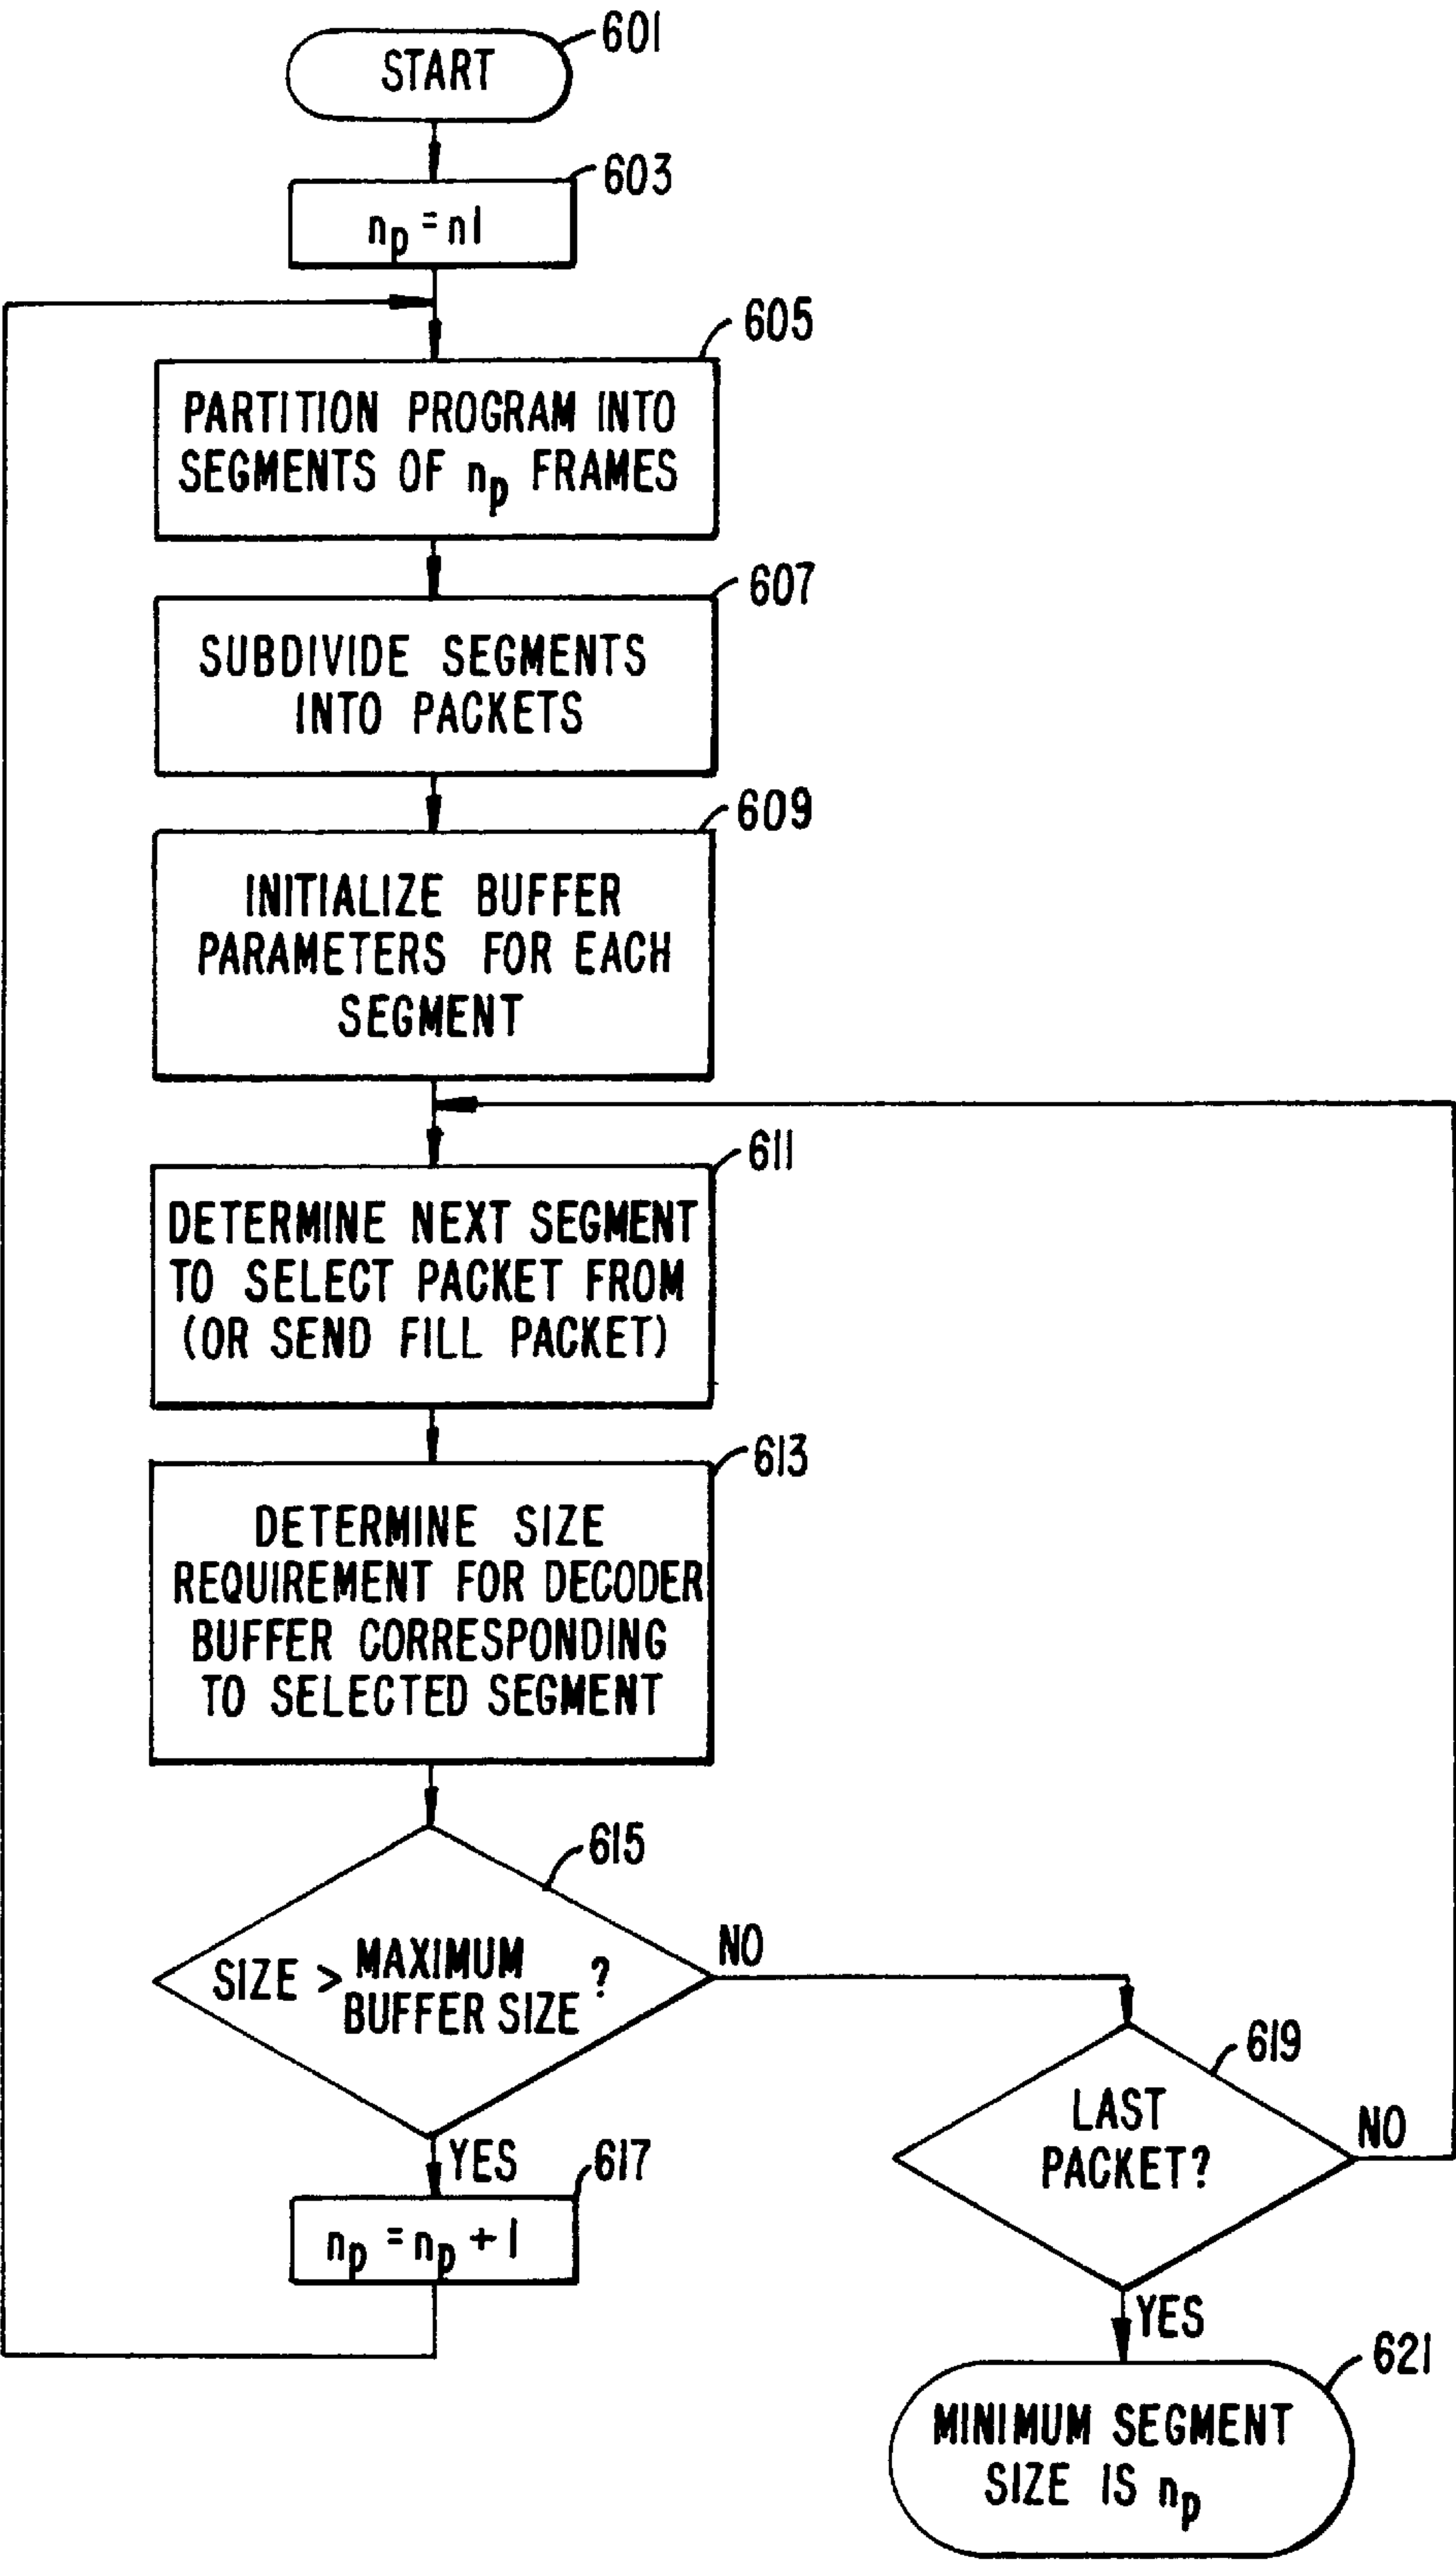 601
START
603
np = n1
605
PARTITION PROGRAM INTO
SEGMENTS OF np FRAMES
607
SUBDIVIDE SEGMENTS
INTO PACKETS
609
INITIALIZE BUFFER
PARAMETERS FOR EACH
SEGMENT
611
DETERMINE NEXT SEGMENT
TO SELECT PACKET FROM
(OR SEND FILL PACKET)
613
DETERMINE SIZE
REQUIREMENT FOR DECODER
BUFFER CORRESPONDING
TO SELECTED SEGMENT
615
SIZE > MAXIMUM
BUFFER SIZE ?
NO
619
LAST
PACKET?
NO
YES
617
np = np + 1
YES
621
MINIMUM SEGMENT
SIZE IS np